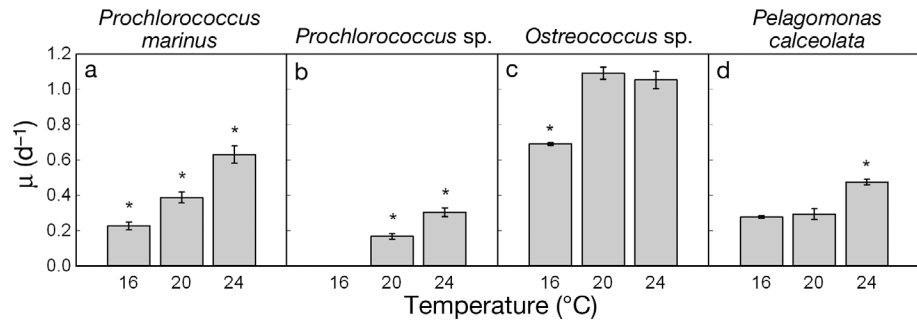 Prochlorococcus marinus
Prochlorococcus sp.
Ostreococcus sp.
Pelagomonas calceolata
μ (d⁻¹)
1.2
1.0
0.8
0.6
0.4
0.2
0.0
a
*
*
*
b
*
*
c
*
d
*
16 20 24
16 20 24
16 20 24
16 20 24
Temperature (°C)